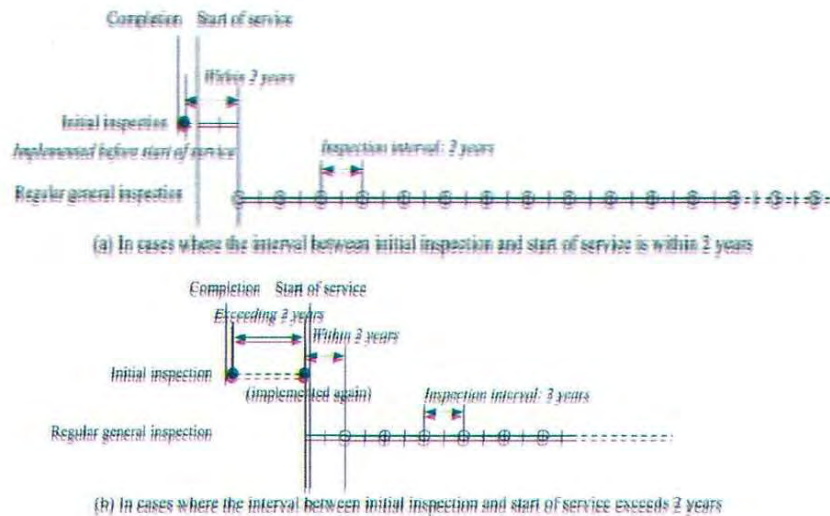 Completion Start of service
Within 2 years
Initial inspection
Implemented before start of service
Inspection interval: 2 years
Regular general inspection
(a) In cases where the interval between initial inspection and start of service is within 2 years
Completion Start of service
Exceeding 2 years
Within 2 years
Initial inspection
(implemented again)
Inspection interval: 2 years
Regular general inspection
(b) In cases where the interval between initial inspection and start of service exceeds 2 years